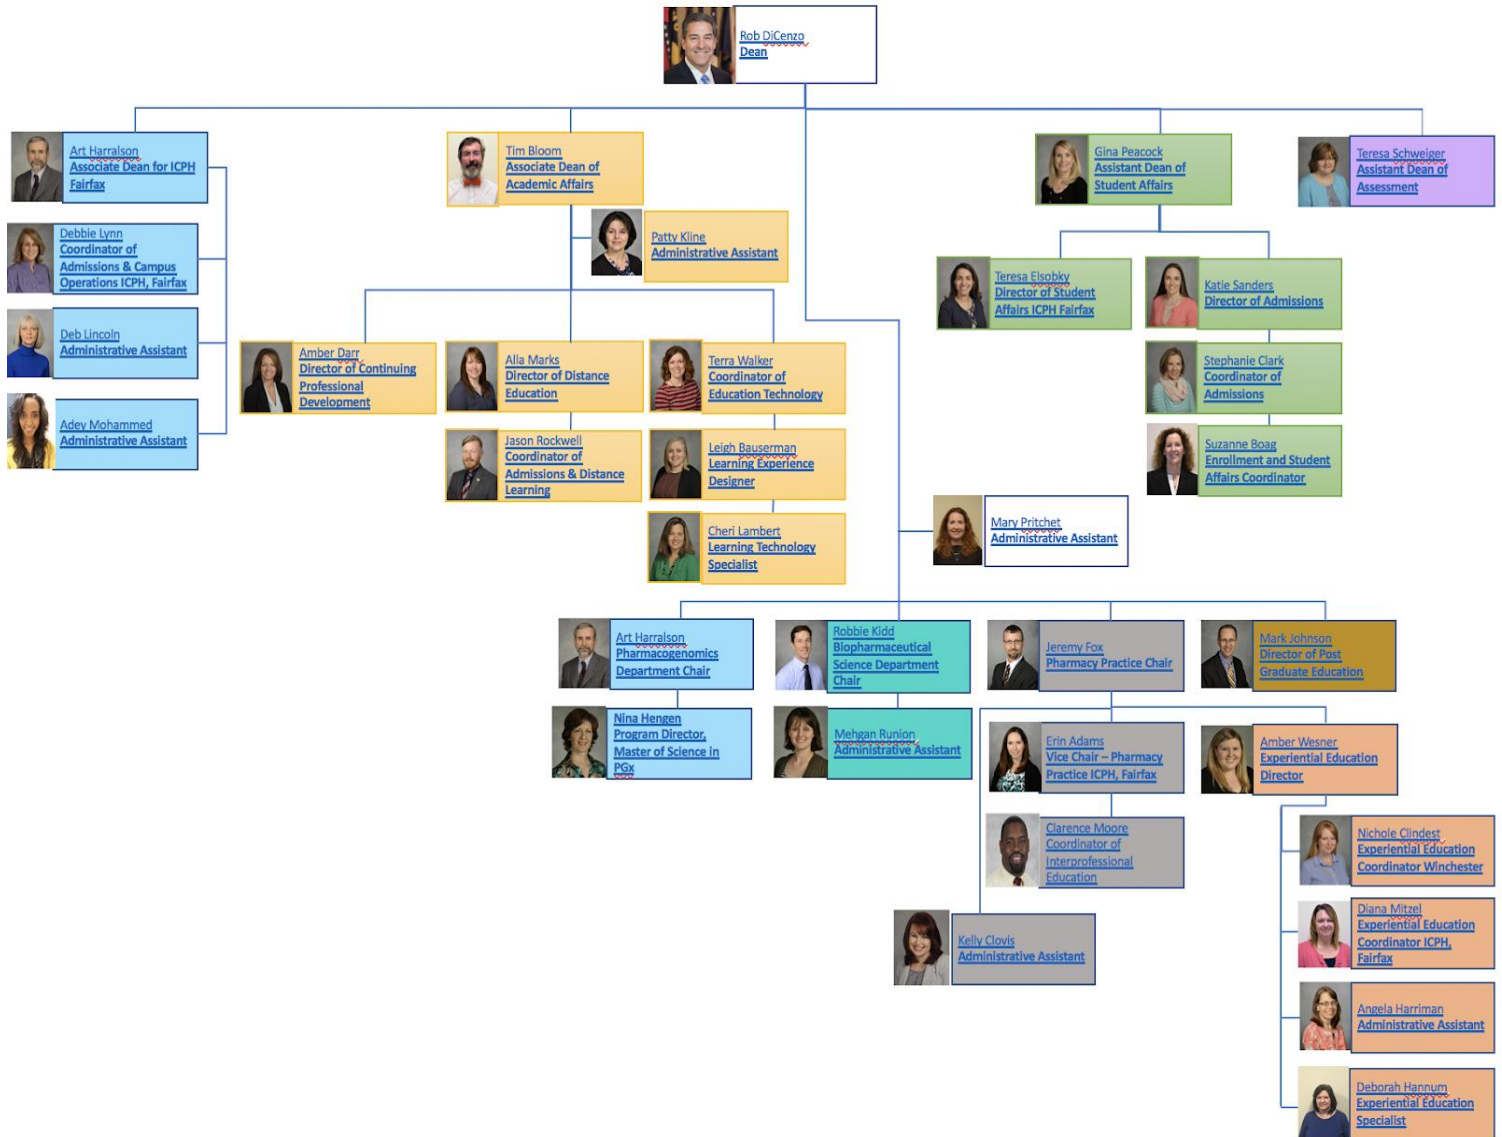 Rob DiCenzo
Dean
Art Harralson
Associate Dean for ICPH
Fairfax
Tim Bloom
Associate Dean of
Academic Affairs
Gina Peacock
Assistant Dean of
Student Affairs
Teresa Schweiger
Assistant Dean of
Assessment
Debbie Lynn
Coordinator of
Admissions & Campus
Operations ICPH, Fairfax
Patty Kline
Administrative Assistant
Teresa Elsobky
Director of Student
Affairs ICPH Fairfax
Katie Sanders
Director of Admissions
Deb Lincoln
Administrative Assistant
Amber Darr
Director of Continuing
Professional
Development
Alla Marks
Director of Distance
Education
Terra Walker
Coordinator of
Education Technology
Stephanie Clark
Coordinator of
Admissions
Adey Mohammed
Administrative Assistant
Jason Rockwell
Coordinator of
Admissions & Distance
Learning
Leigh Bauserman
Learning Experience
Designer
Suzanne Boag
Enrollment and Student
Affairs Coordinator
Cheri Lambert
Learning Technology
Specialist
Mary Pritchet
Administrative Assistant
Art Harralson
Pharmacogenomics
Department Chair
Robbie Kidd
Biopharmaceutical
Science Department
Chair
Jeremy Fox
Pharmacy Practice Chair
Mark Johnson
Director of Post
Graduate Education
Nina Hengen
Program Director,
Master of Science in
PGx
Mehgan Runion
Administrative Assistant
Erin Adams
Vice Chair – Pharmacy
Practice ICPH, Fairfax
Amber Wesner
Experiential Education
Director
Clarence Moore
Coordinator of
Interprofessional
Education
Nichole Clindest
Experiential Education
Coordinator Winchester
Kelly Clovis
Administrative Assistant
Diana Mitzel
Experiential Education
Coordinator ICPH,
Fairfax
Angela Harriman
Administrative Assistant
Deborah Hannum
Experiential Education
Specialist